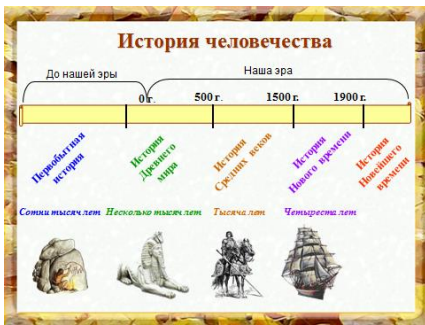 История человечества
До нашей эры
Наша эра
0 г.
500 г.
1500 г.
1900 г.
Первобытная
история
История
Древнего
мира
История
Средних веков
История
Нового времени
История
Новейшего
времени
Сотни тысяч лет
Несколько тысяч лет
Тысяча лет
Четыреста лет